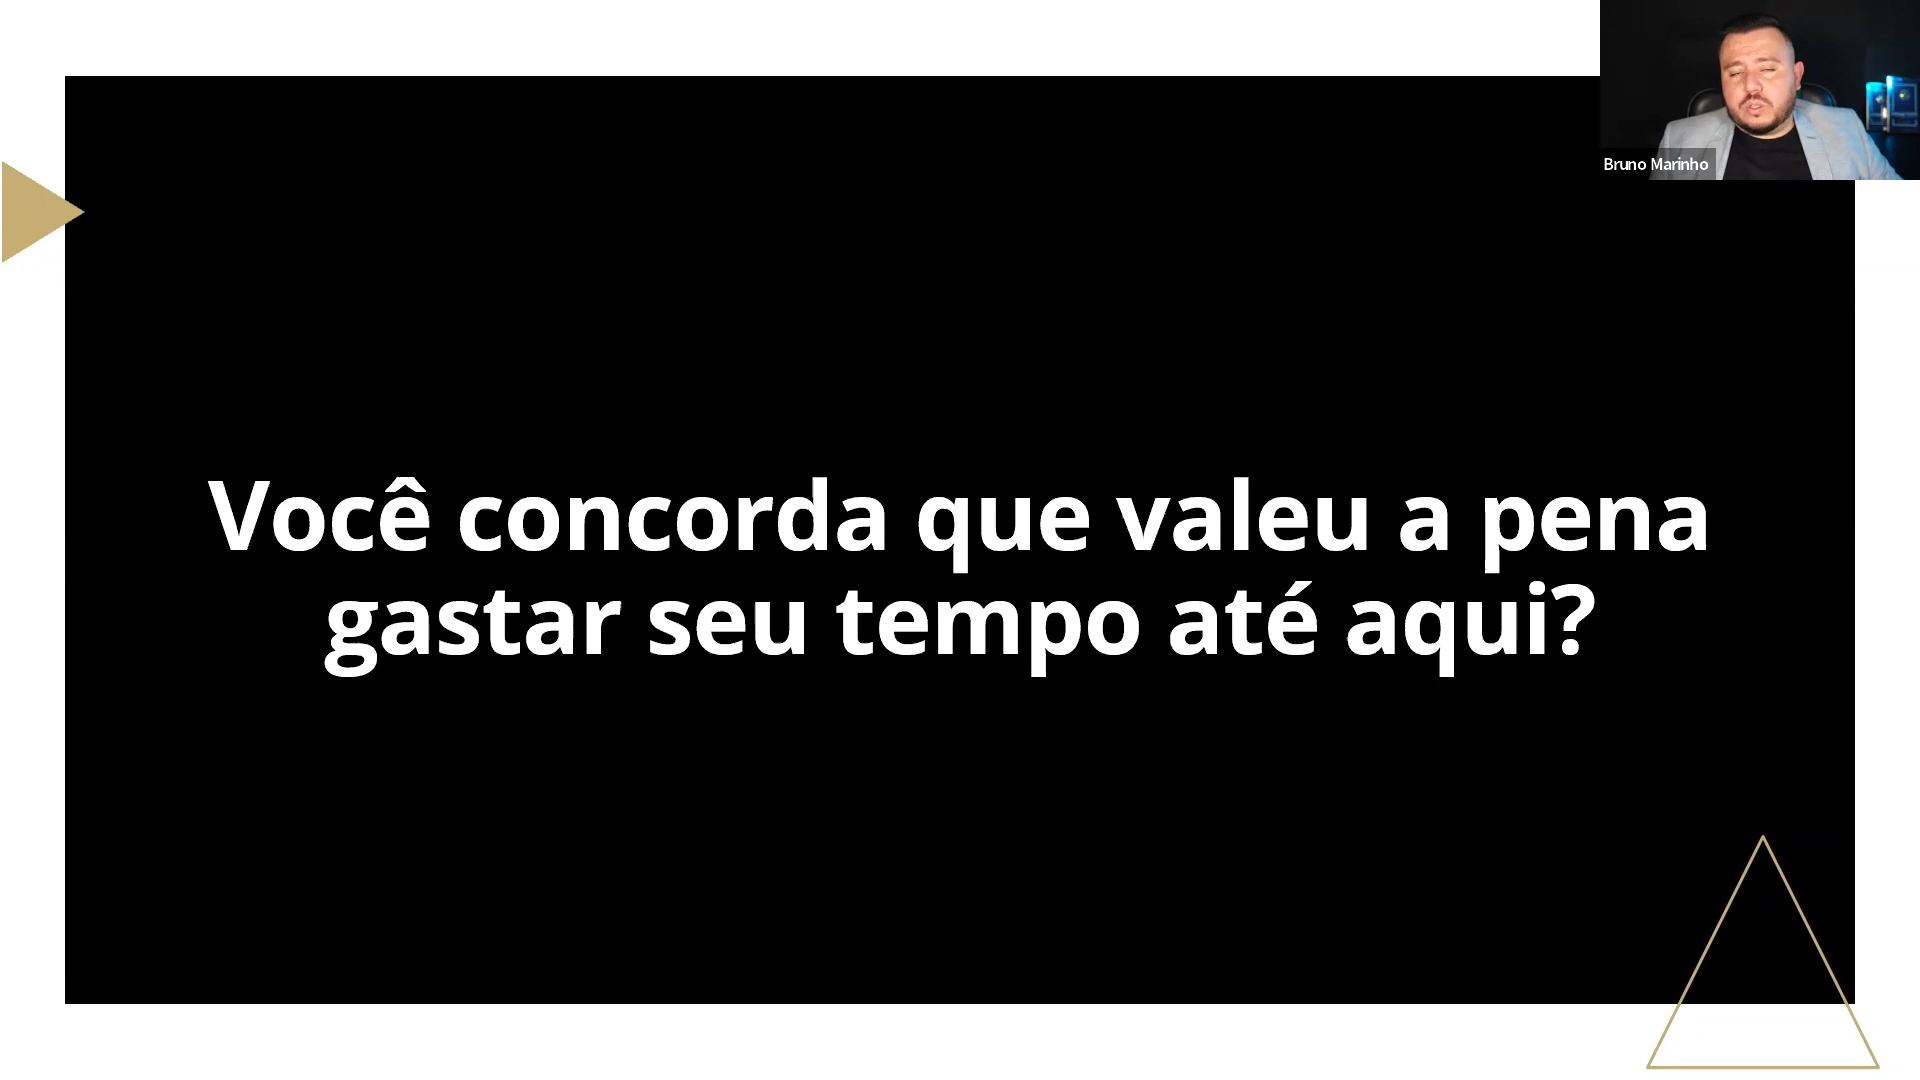 Bruno Marinho
Você concorda que valeu a pena
gastar seu tempo até aqui?